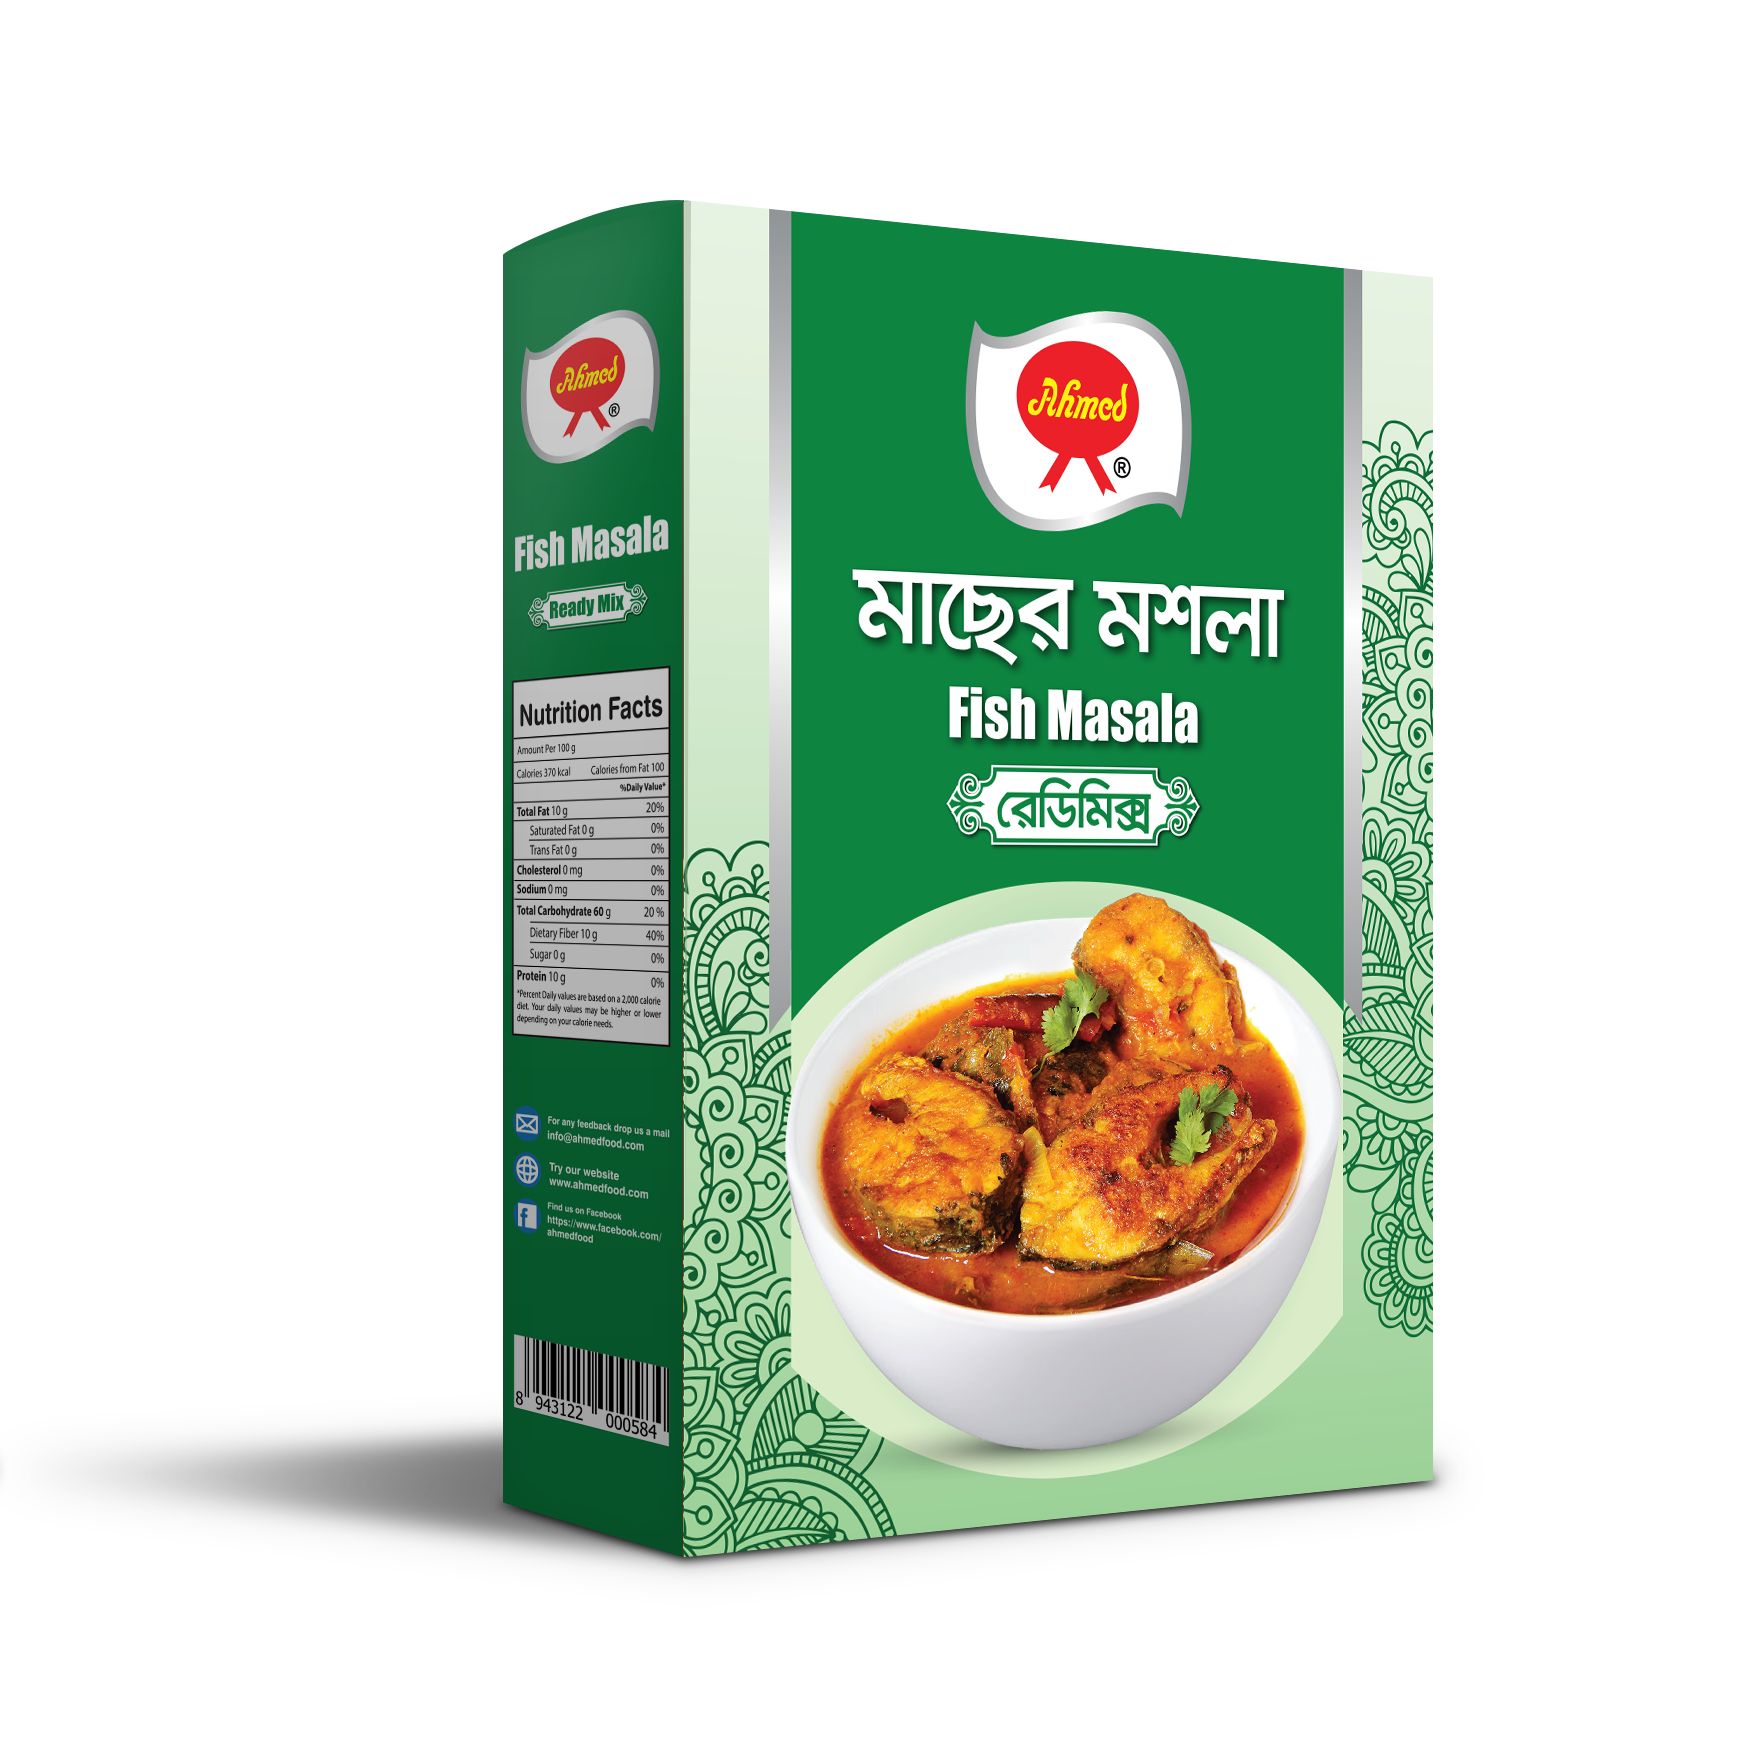 Ahmed
®
Fish Masala
Ready Mix
Nutrition Facts
Amount Per 100 g
Calories 370 kcal Calories from Fat 100
%Daily Value*
Total Fat 10 g 20%
Saturated Fat 0 g 0%
Trans Fat 0 g 0%
Cholesterol 0 mg 0%
Sodium 0 mg 0%
Total Carbohydrate 60 g 20 %
Dietary Fiber 10 g 40%
Sugar 0 g 0%
Protein 10 g 0%
*Percent Daily values are based on a 2,000 calorie
diet. Your daily values may be higher or lower
depending on your calorie needs.
For any feedback drop us a mail
info@ahmedfood.com
Try our website
www.ahmedfood.com
Find us on Facebook
https://www.facebook.com/
ahmedfood
8 943122 000584
Ahmed
®
মাছের মশলা
Fish Masala
রেডিমিক্স